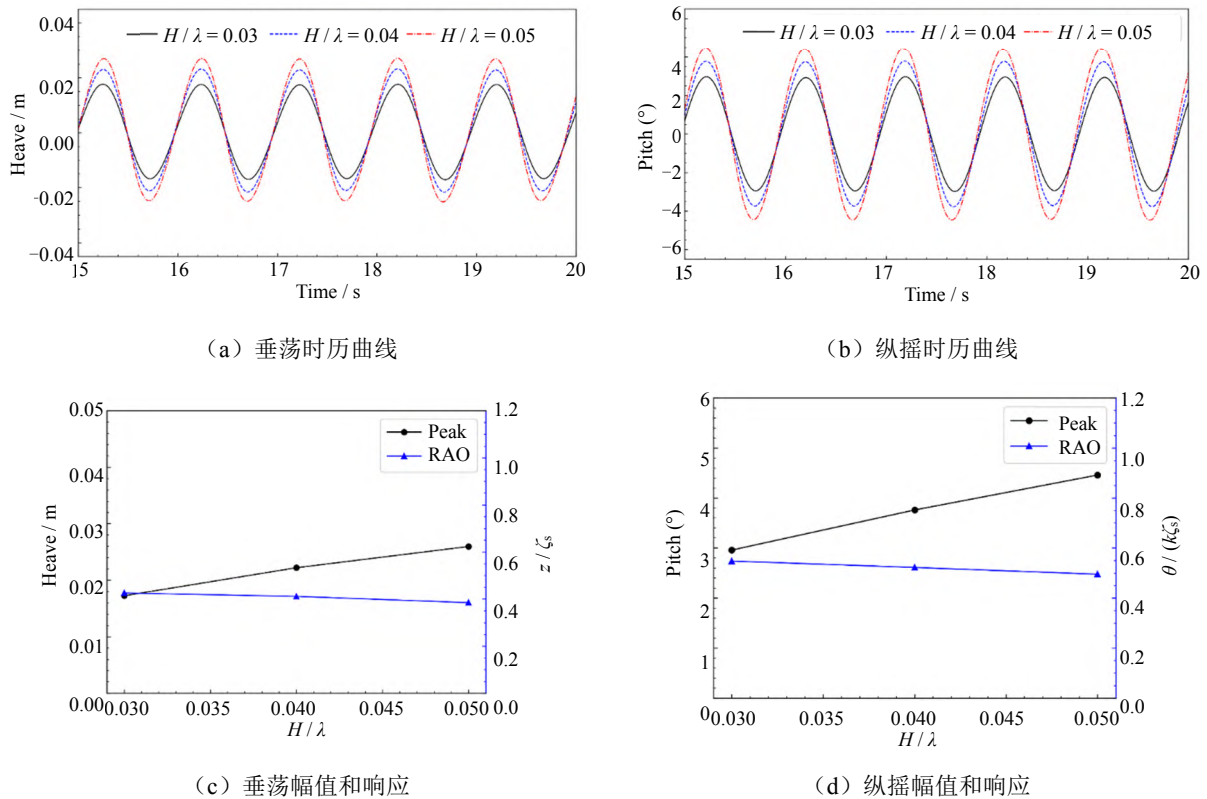 0.04
0.02
0.00
−0.02
−0.04
Heave / m
H / λ = 0.03 H / λ = 0.04 H / λ = 0.05
15 16 17 18 19 20
Time / s
(a)垂荡时历曲线
6
4
2
0
−2
−4
−6
Pitch (°)
H / λ = 0.03 H / λ = 0.04 H / λ = 0.05
15 16 17 18 19 20
Time / s
(b)纵摇时历曲线
0.05
0.04
0.03
0.02
0.01
0.00
Heave / m
Peak
RAO
1.2
1.0
0.8
0.6
0.4
0.2
0.0
z / ζs
0.030 0.035 0.040 0.045 0.050
H / λ
(c)垂荡幅值和响应
6
5
4
3
2
1
0
Pitch (°)
Peak
RAO
1.2
1.0
0.8
0.6
0.4
0.2
0.0
θ / (kζs)
0.030 0.035 0.040 0.045 0.050
H / λ
(d)纵摇幅值和响应